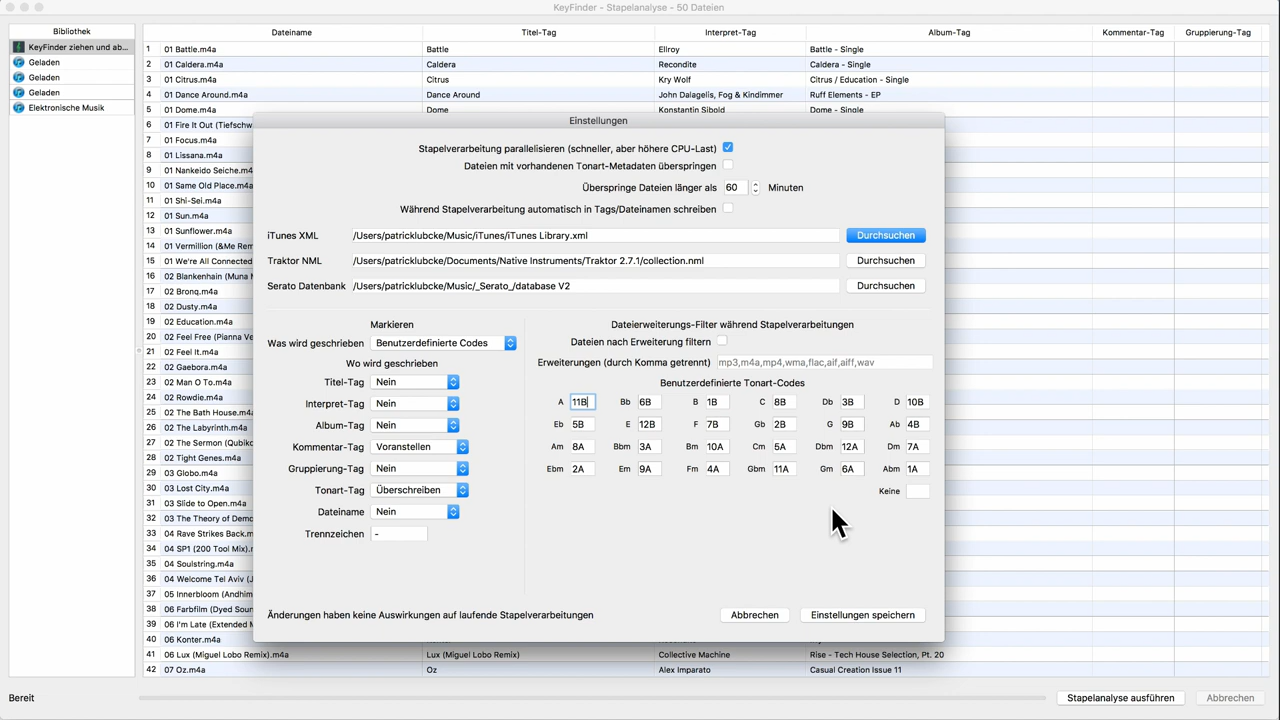 KeyFinder - Stapelanalyse - 50 Dateien
Bibliothek
KeyFinder ziehen und ab...
Geladen
Geladen
Geladen
Elektronische Musik
Dateiname Titel-Tag Interpret-Tag Album-Tag Kommentar-Tag Gruppierung-Tag
1 01 Battle.m4a Battle Ellroy Battle - Single
2 01 Caldera.m4a Caldera Recondite Caldera - Single
3 01 Citrus.m4a Citrus Kry Wolf Citrus / Education - Single
4 01 Dance Around.m4a Dance Around John Dalagelis, Fog & Kindimmer Ruff Elements - EP
5 01 Dome.m4a Dome Konstantin Sibold Dome - Single
6 01 Fire It Out (Tiefschw
7 01 Focus.m4a
8 01 Lissana.m4a
9 01 Nankeido Seiche.m4a
10 01 Same Old Place.m4a
11 01 Shi-Sei.m4a
12 01 Sun.m4a
13 01 Sunflower.m4a
14 01 Vermillion (&Me Rem
15 01 We're All Connected
16 02 Blankenhain (Muna M
17 02 Bronq.m4a
18 02 Dusty.m4a
19 02 Education.m4a
20 02 Feel Free (Pianna Ve
21 02 Feel It.m4a
22 02 Gaebora.m4a
23 02 Man O To.m4a
24 02 Rowdie.m4a
25 02 The Bath House.m4a
26 02 The Labyrinth.m4a
27 02 The Sermon (Qubiko
28 02 Tight Genes.m4a
29 03 Globo.m4a
30 03 Lost City.m4a
31 03 Slide to Open.m4a
32 03 The Theory of Demo
33 04 Rave Strikes Back.m
34 04 SP1 (200 Tool Mix).
35 04 Soulstring.m4a
36 04 Welcome Tel Aviv (J
37 05 Innerbloom (Andhim
38 06 Farbfilm (Dyed Soun
39 06 I'm Late (Extended M
40 06 Konter.m4a
41 06 Lux (Miguel Lobo Remix).m4a Lux (Miguel Lobo Remix) Collective Machine Rise - Tech House Selection, Pt. 20
42 07 Oz.m4a Oz Alex Imparato Casual Creation Issue 11
Einstellungen
Stapelverarbeitung parallelisieren (schneller, aber höhere CPU-Last)
Dateien mit vorhandenen Tonart-Metadaten überspringen
Überspringe Dateien länger als 60 Minuten
Während Stapelverarbeitung automatisch in Tags/Dateinamen schreiben
iTunes XML /Users/patricklubcke/Music/iTunes/iTunes Library.xml Durchsuchen
Traktor NML /Users/patricklubcke/Documents/Native Instruments/Traktor 2.7.1/collection.nml Durchsuchen
Serato Datenbank /Users/patricklubcke/Music/_Serato_/database V2 Durchsuchen
Markieren
Was wird geschrieben Benutzerdefinierte Codes
Wo wird geschrieben
Titel-Tag Nein
Interpret-Tag Nein
Album-Tag Nein
Kommentar-Tag Voranstellen
Gruppierung-Tag Nein
Tonart-Tag Überschreiben
Dateiname Nein
Trennzeichen -
Dateierweiterungs-Filter während Stapelverarbeitungen
Dateien nach Erweiterung filtern
Erweiterungen (durch Komma getrennt) mp3,m4a,mp4,wma,flac,aif,aiff,wav
Benutzerdefinierte Tonart-Codes
A 11B Bb 6B B 1B C 8B Db 3B D 10B
Eb 5B E 12B F 7B Gb 2B G 9B Ab 4B
Am 8A Bbm 3A Bm 10A Cm 5A Dbm 12A Dm 7A
Ebm 2A Em 9A Fm 4A Gbm 11A Gm 6A Abm 1A
Keine
Änderungen haben keine Auswirkungen auf laufende Stapelverarbeitungen Abbrechen Einstellungen speichern
Bereit Stapelanalyse ausführen Abbrechen